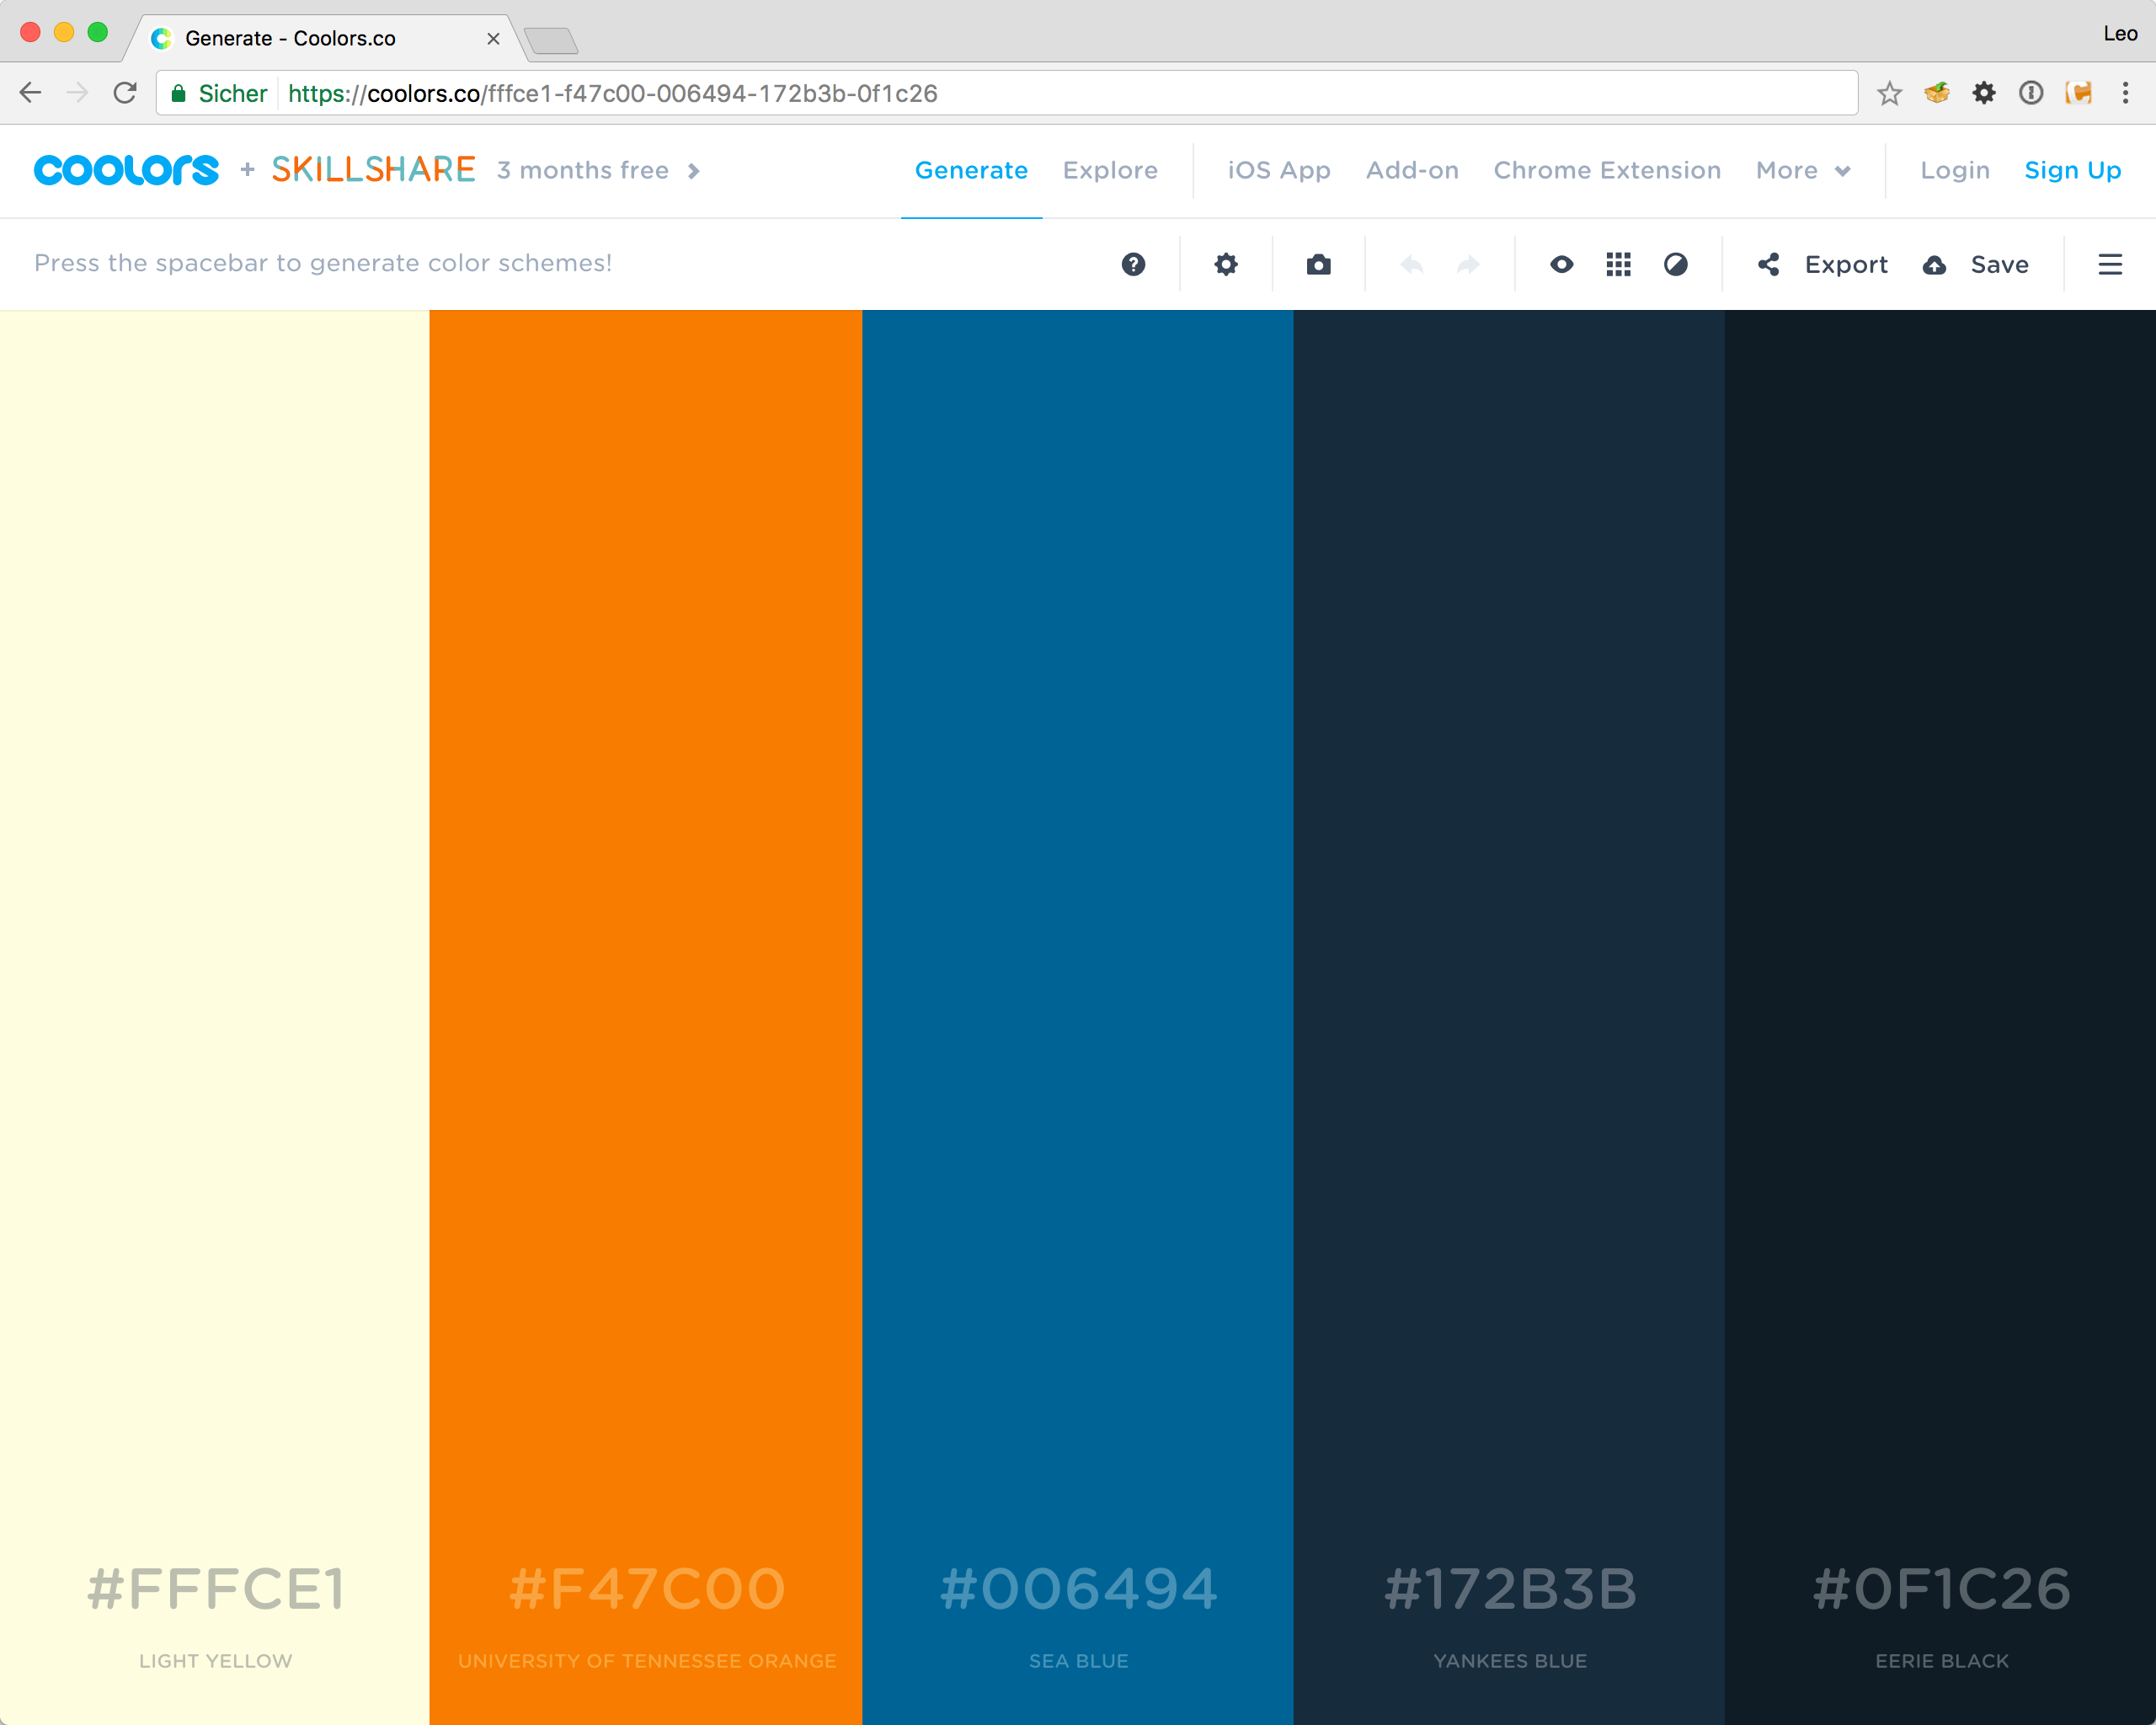 Generate - Coolors.co
Leo
Sicher https://coolors.co/fffce1-f47c00-006494-172b3b-0f1c26
coolors + SKILLSHARE 3 months free Generate Explore iOS App Add-on Chrome Extension More Login Sign Up
Press the spacebar to generate color schemes! Export Save
#FFFCE1
LIGHT YELLOW
#F47C00
UNIVERSITY OF TENNESSEE ORANGE
#006494
SEA BLUE
#172B3B
YANKEES BLUE
#0F1C26
EERIE BLACK